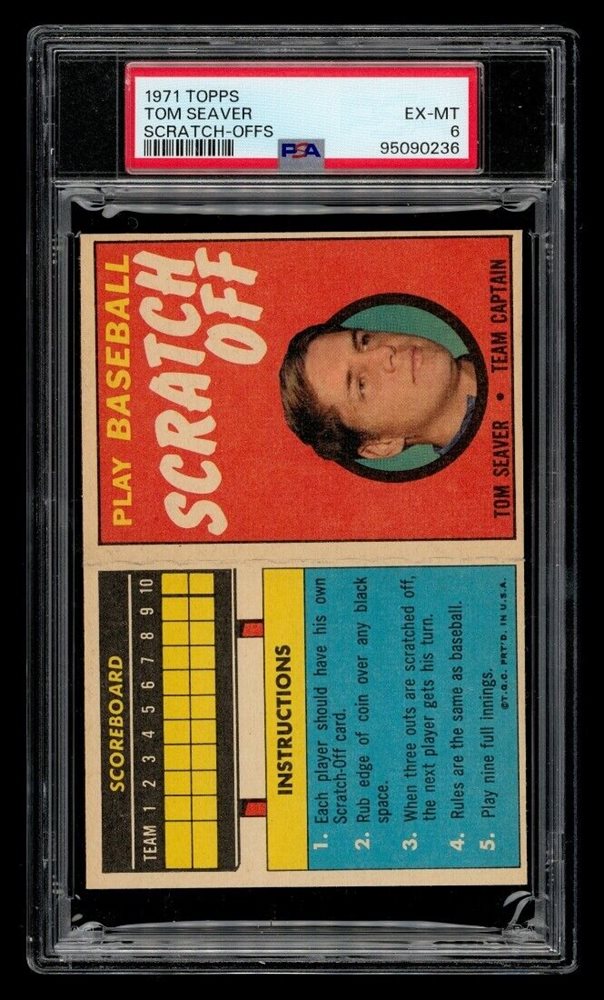 1971 TOPPS
TOM SEAVER
SCRATCH-OFFS
EX-MT
6
95090236
PSA
PLAY BASEBALL
SCRATCH
OFF
TOM SEAVER • TEAM CAPTAIN
SCOREBOARD
TEAM 1 2 3 4 5 6 7 8 9 10
INSTRUCTIONS
1. Each player should have his own
Scratch-Off card.
2. Rub edge of coin over any black
space.
3. When three outs are scratched off,
the next player gets his turn.
4. Rules are the same as baseball.
5. Play nine full innings.
©T.G.C. PRT'D. IN U.S.A.